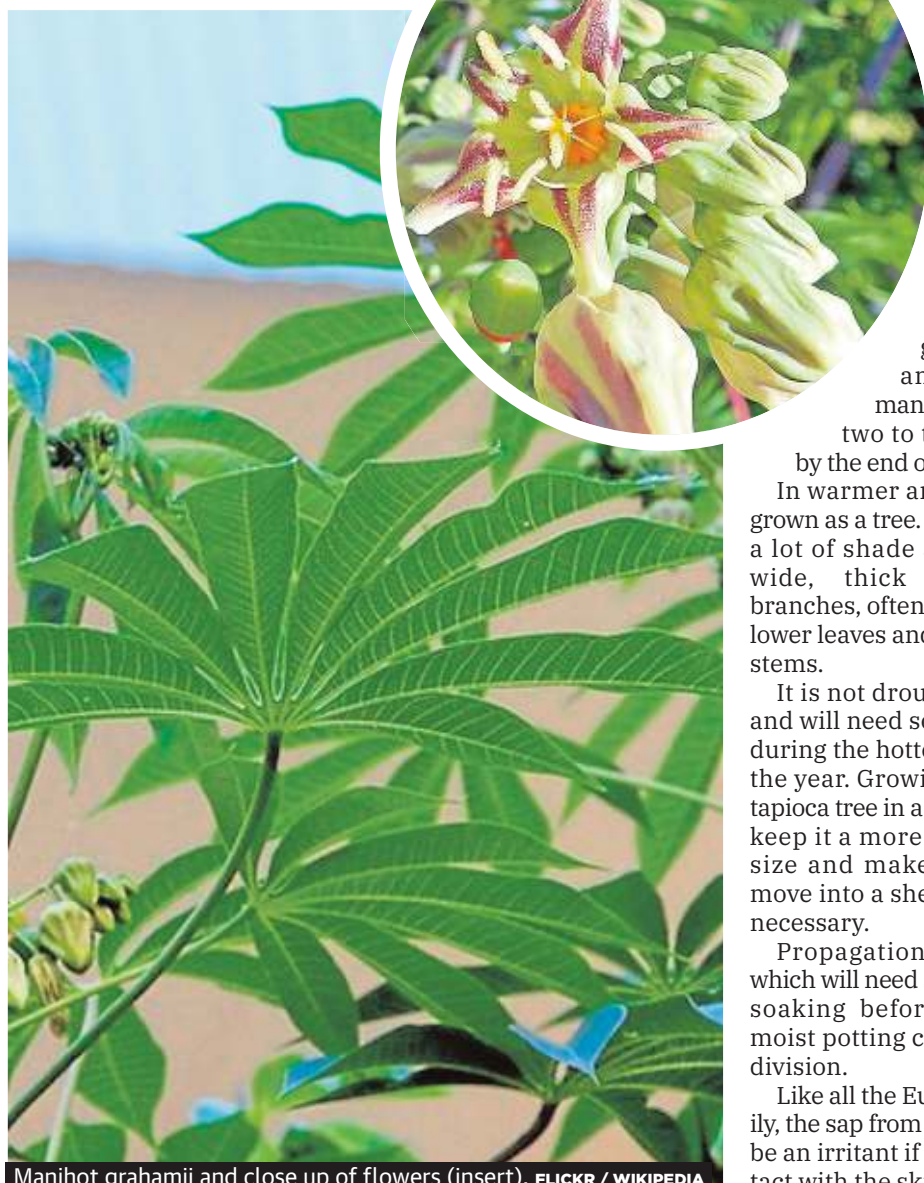 g
an
man
two to t
by the end o
In warmer ar
grown as a tree.
a lot of shade
wide, thick
branches, often
lower leaves and
stems.
It is not drou
and will need so
during the hotte
the year. Growi
tapioca tree in a
keep it a more
size and make
move into a she
necessary.
Propagation
which will need
soaking befor
moist potting c
division.
Like all the Eu
ily, the sap from
be an irritant if
tact with the sk
Manihot grahamii and close up of flowers (insert). FLICKR / WIKIPEDIA